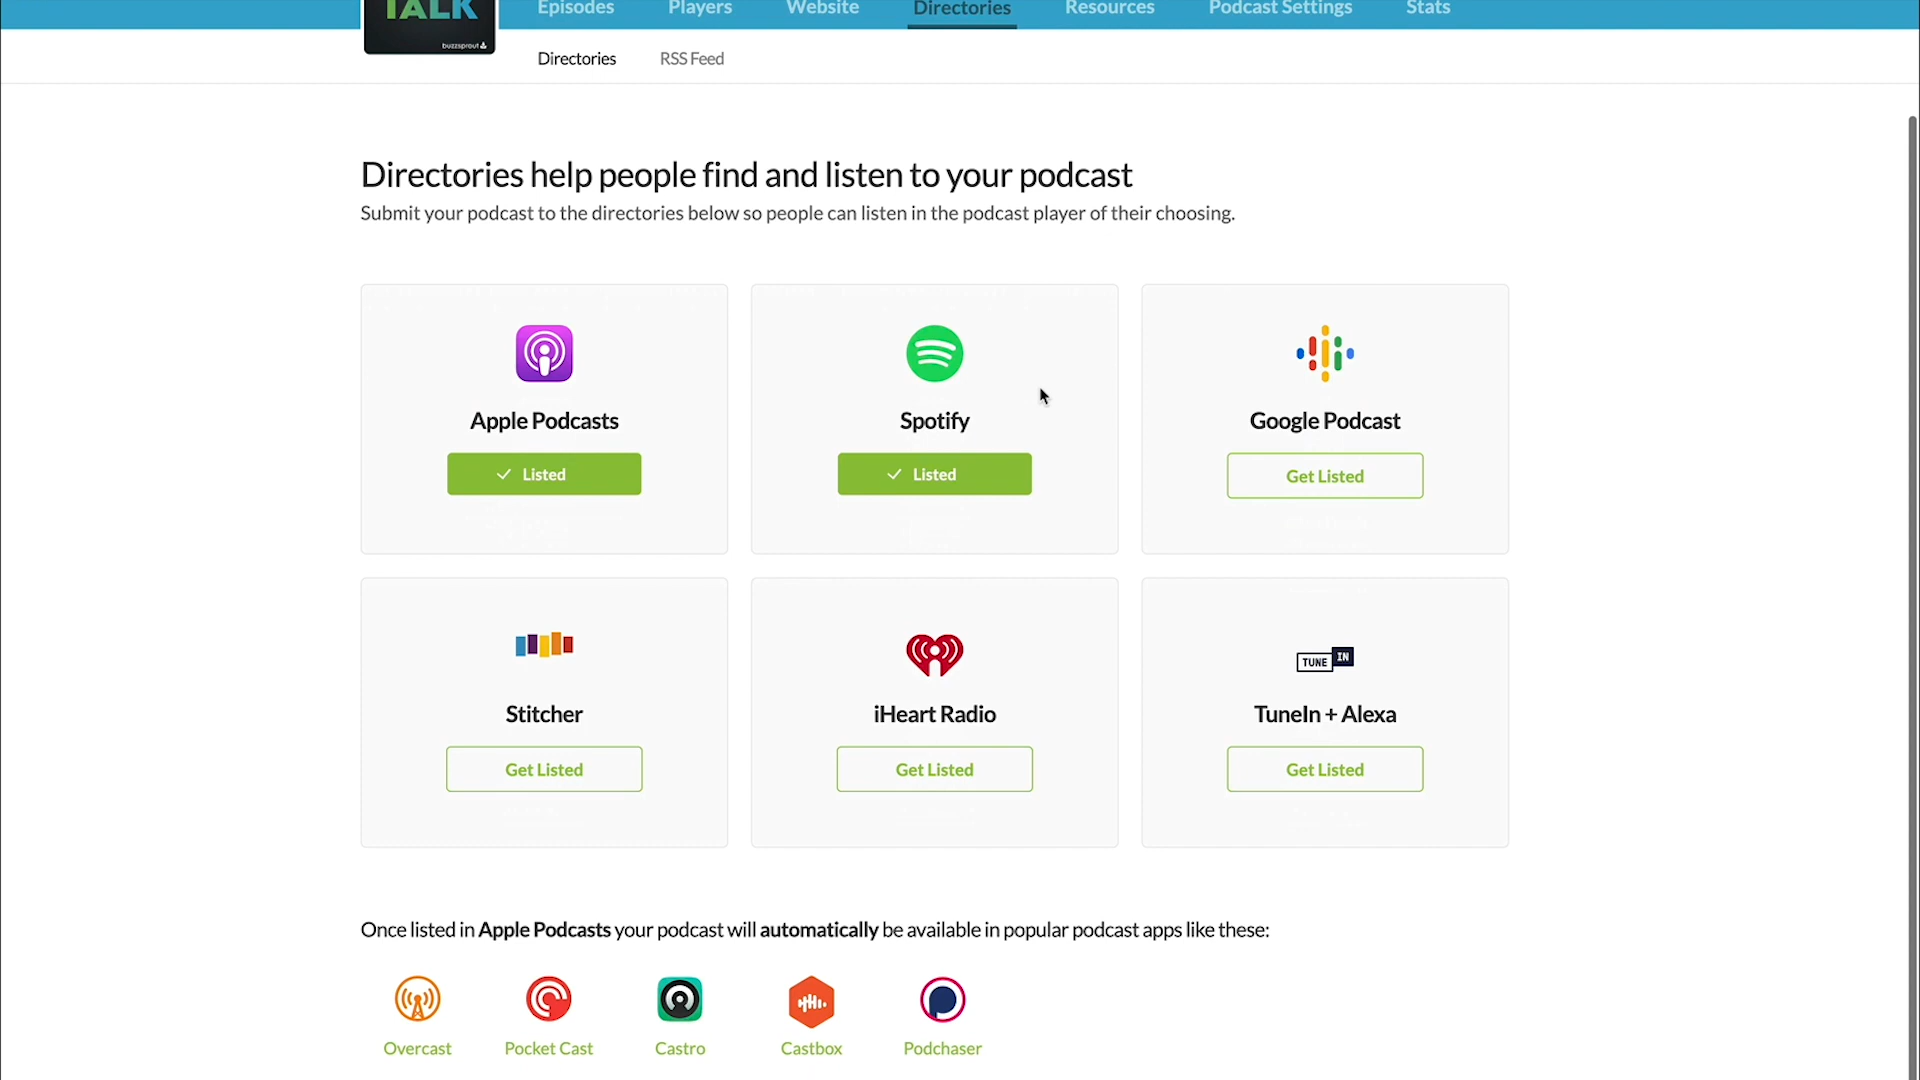 TALK
buzzsprout
Episodes Players Website Directories Resources Podcast Settings Stats
Directories RSS Feed
Directories help people find and listen to your podcast
Submit your podcast to the directories below so people can listen in the podcast player of their choosing.
Apple Podcasts Spotify Google Podcast
Listed Listed Get Listed
TUNE IN
Stitcher iHeart Radio TuneIn + Alexa
Get Listed Get Listed Get Listed
Once listed in Apple Podcasts your podcast will automatically be available in popular podcast apps like these:
Overcast Pocket Cast Castro Castbox Podchaser